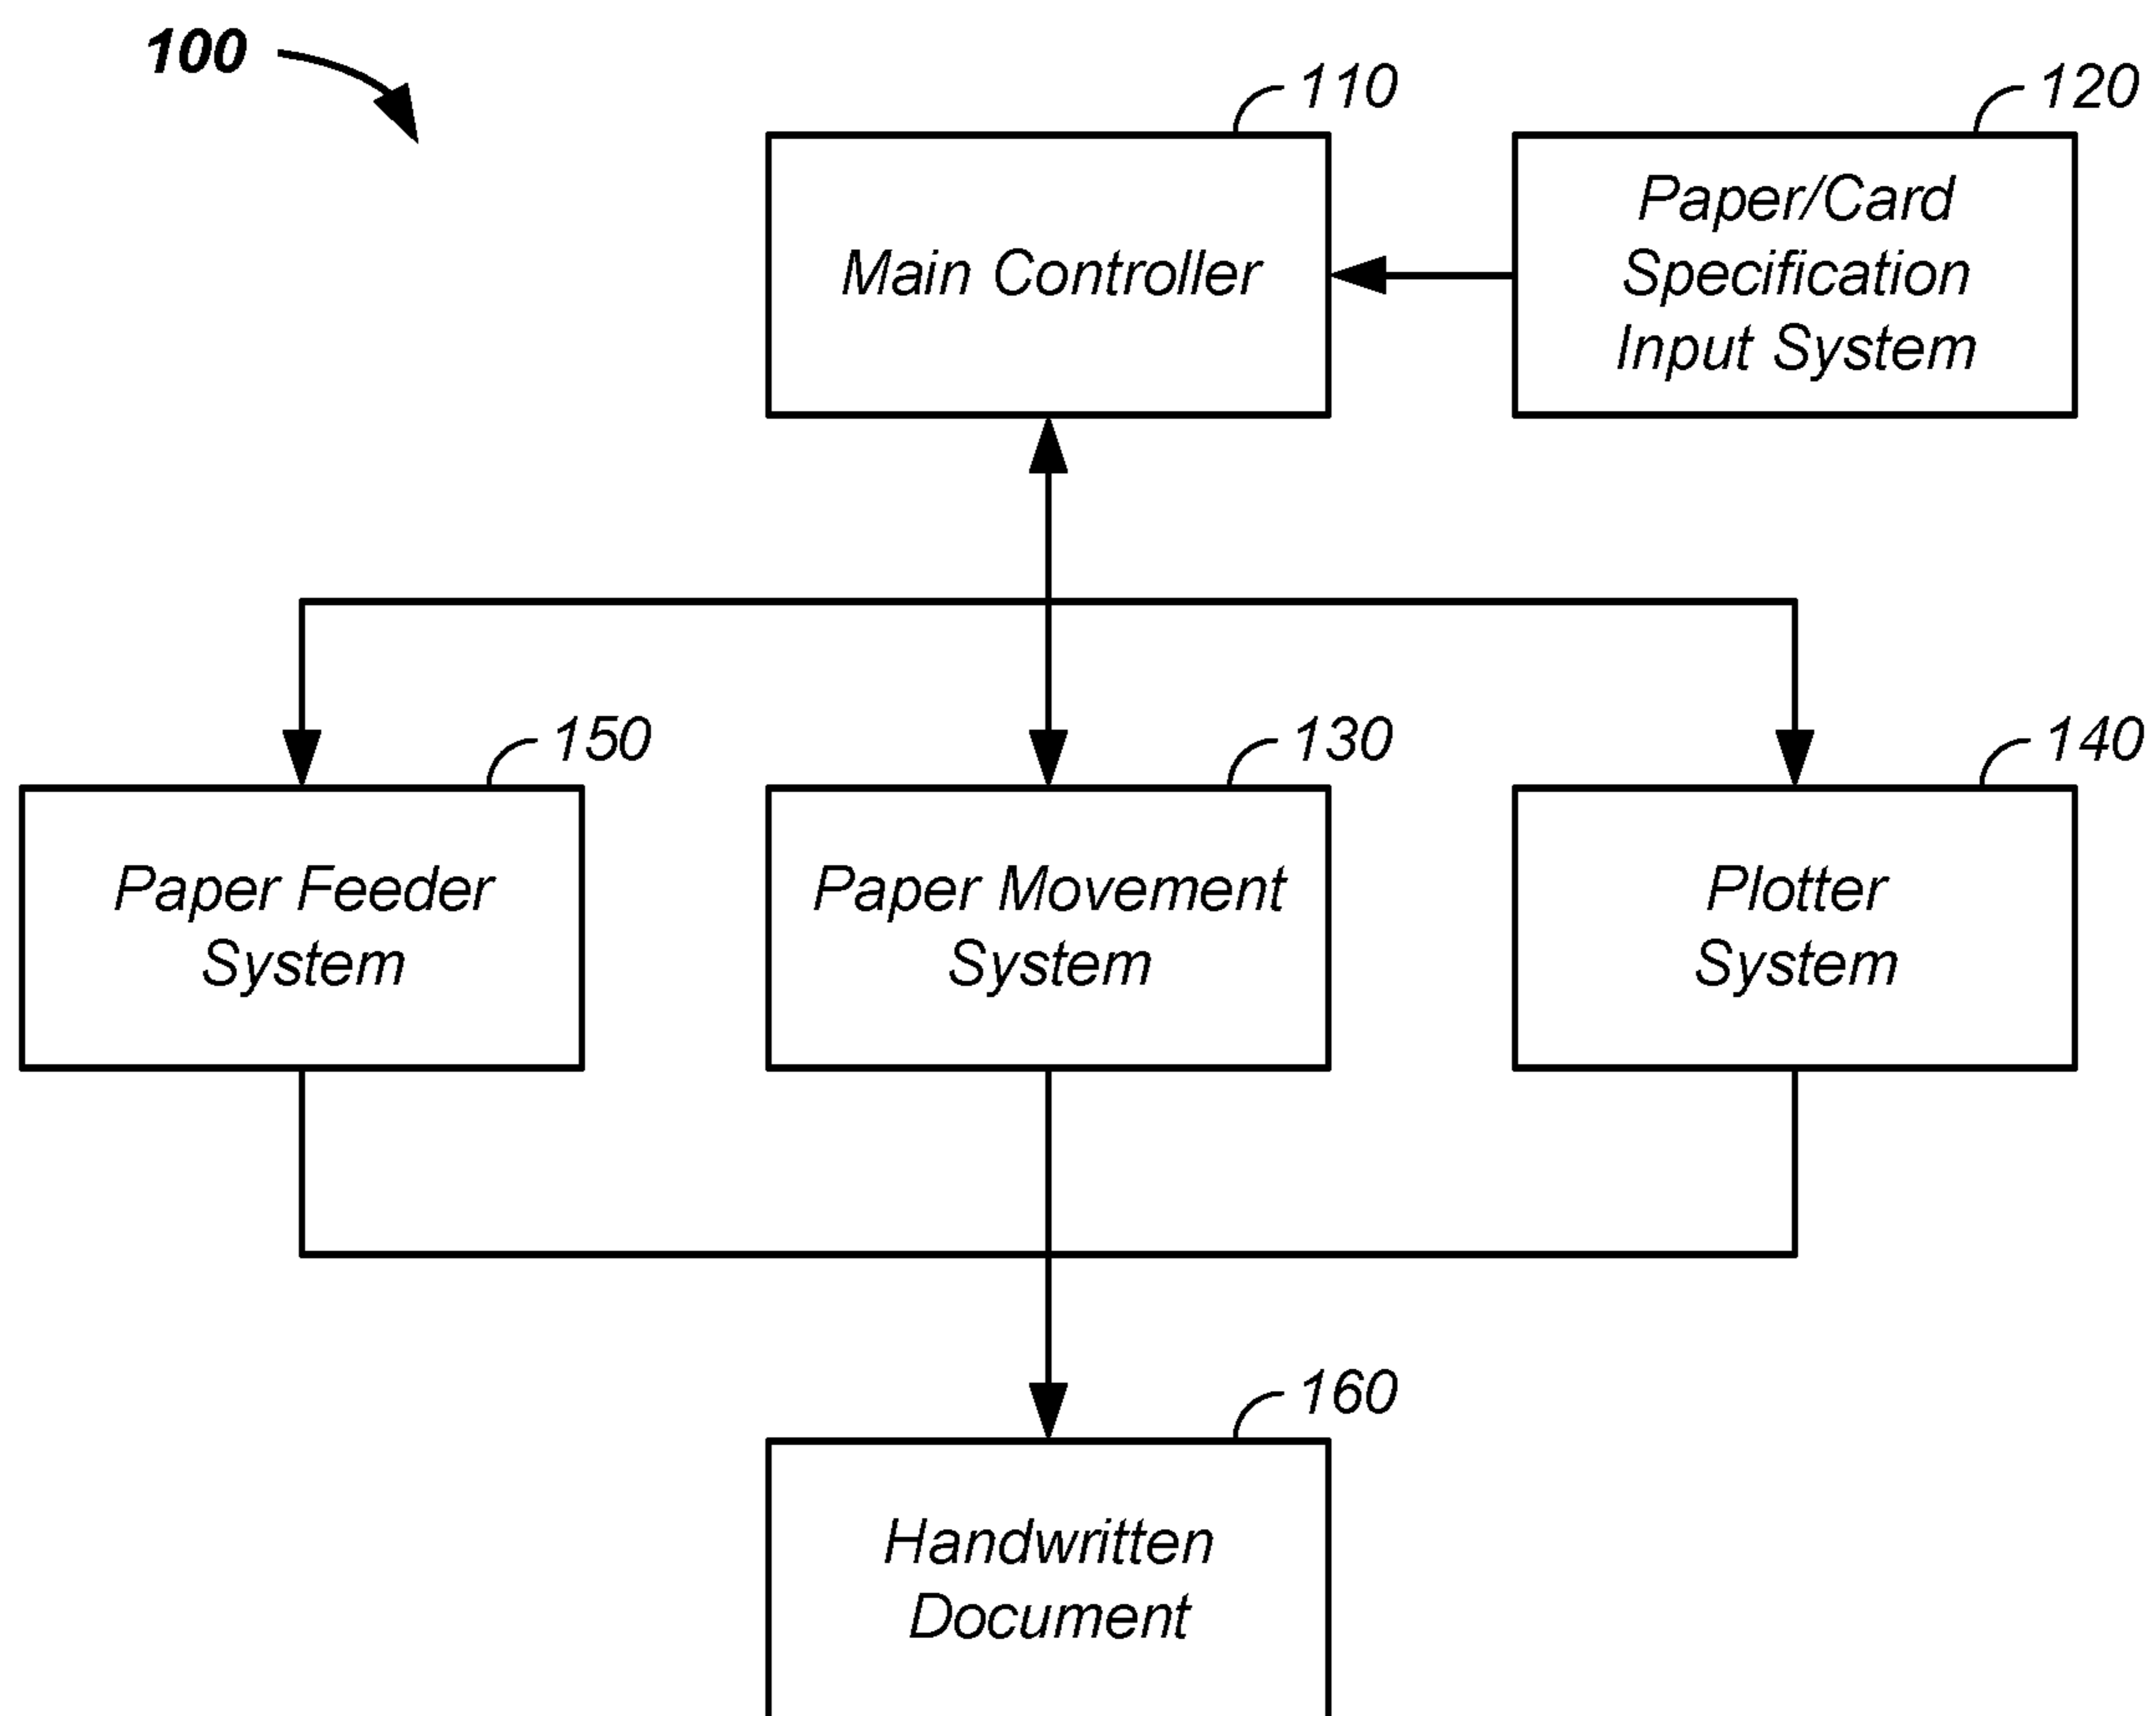 100
110
120
Main Controller
Paper/Card
Specification
Input System
150
130
140
Paper Feeder
System
Paper Movement
System
Plotter
System
160
Handwritten
Document